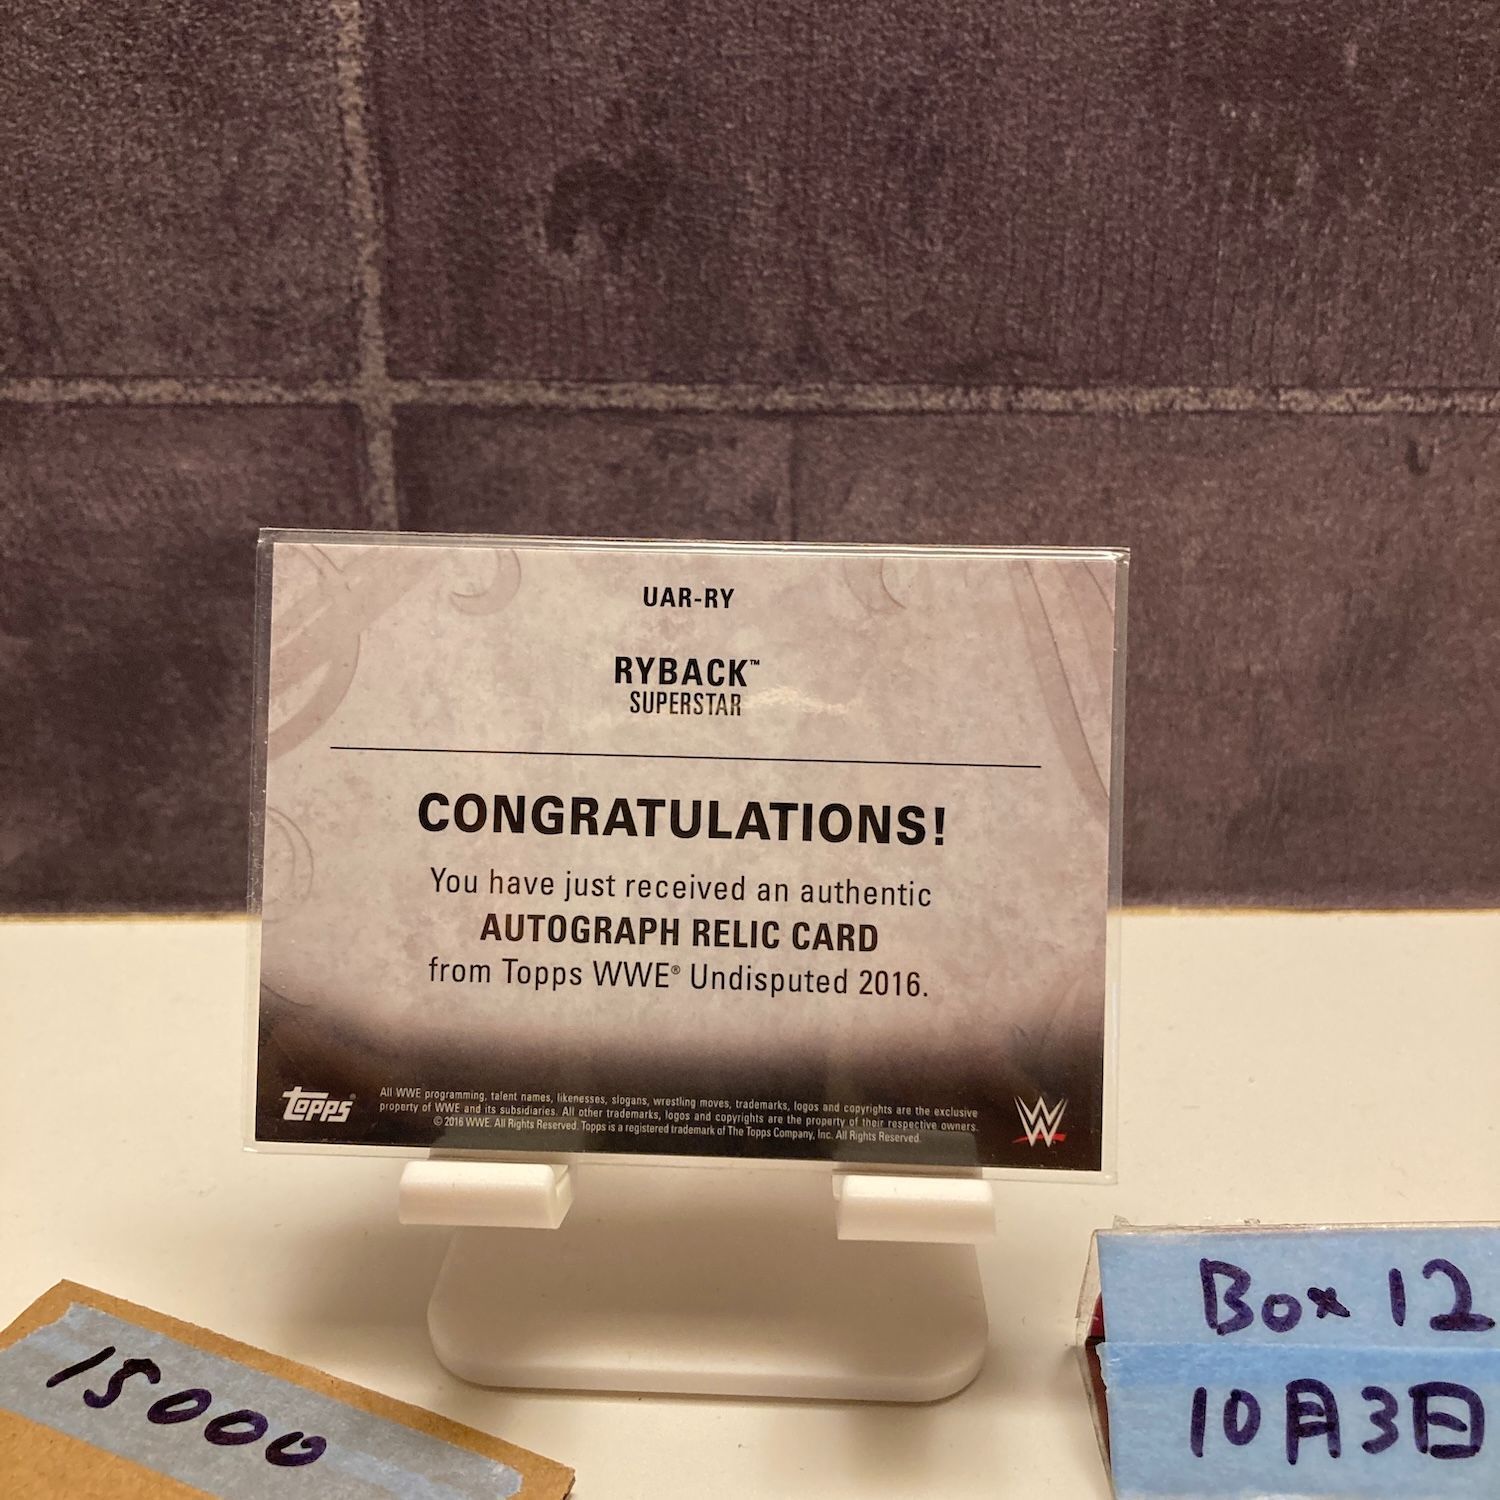 UAR-RY
RYBACK™
SUPERSTAR
CONGRATULATIONS!
You have just received an authentic
AUTOGRAPH RELIC CARD
from Topps WWE® Undisputed 2016.
Topps®
All WWE programming, talent names, likenesses, slogans, wrestling moves, trademarks, logos and copyrights are the exclusive
property of WWE and its subsidiaries. All other trademarks, logos and copyrights are the property of their respective owners.
© 2016 WWE. All Rights Reserved. Topps is a registered trademark of The Topps Company, Inc. All Rights Reserved.
W
15000
Box 12
10月3日